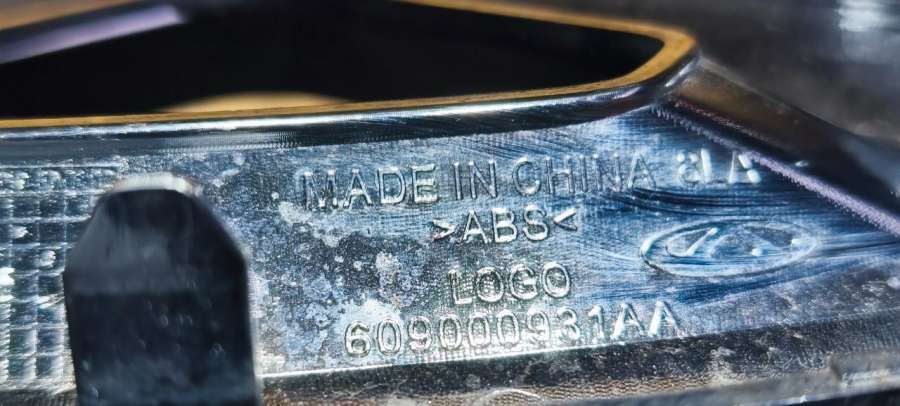 MADE IN CHINA
>ABS<
LOGO
609000931AA